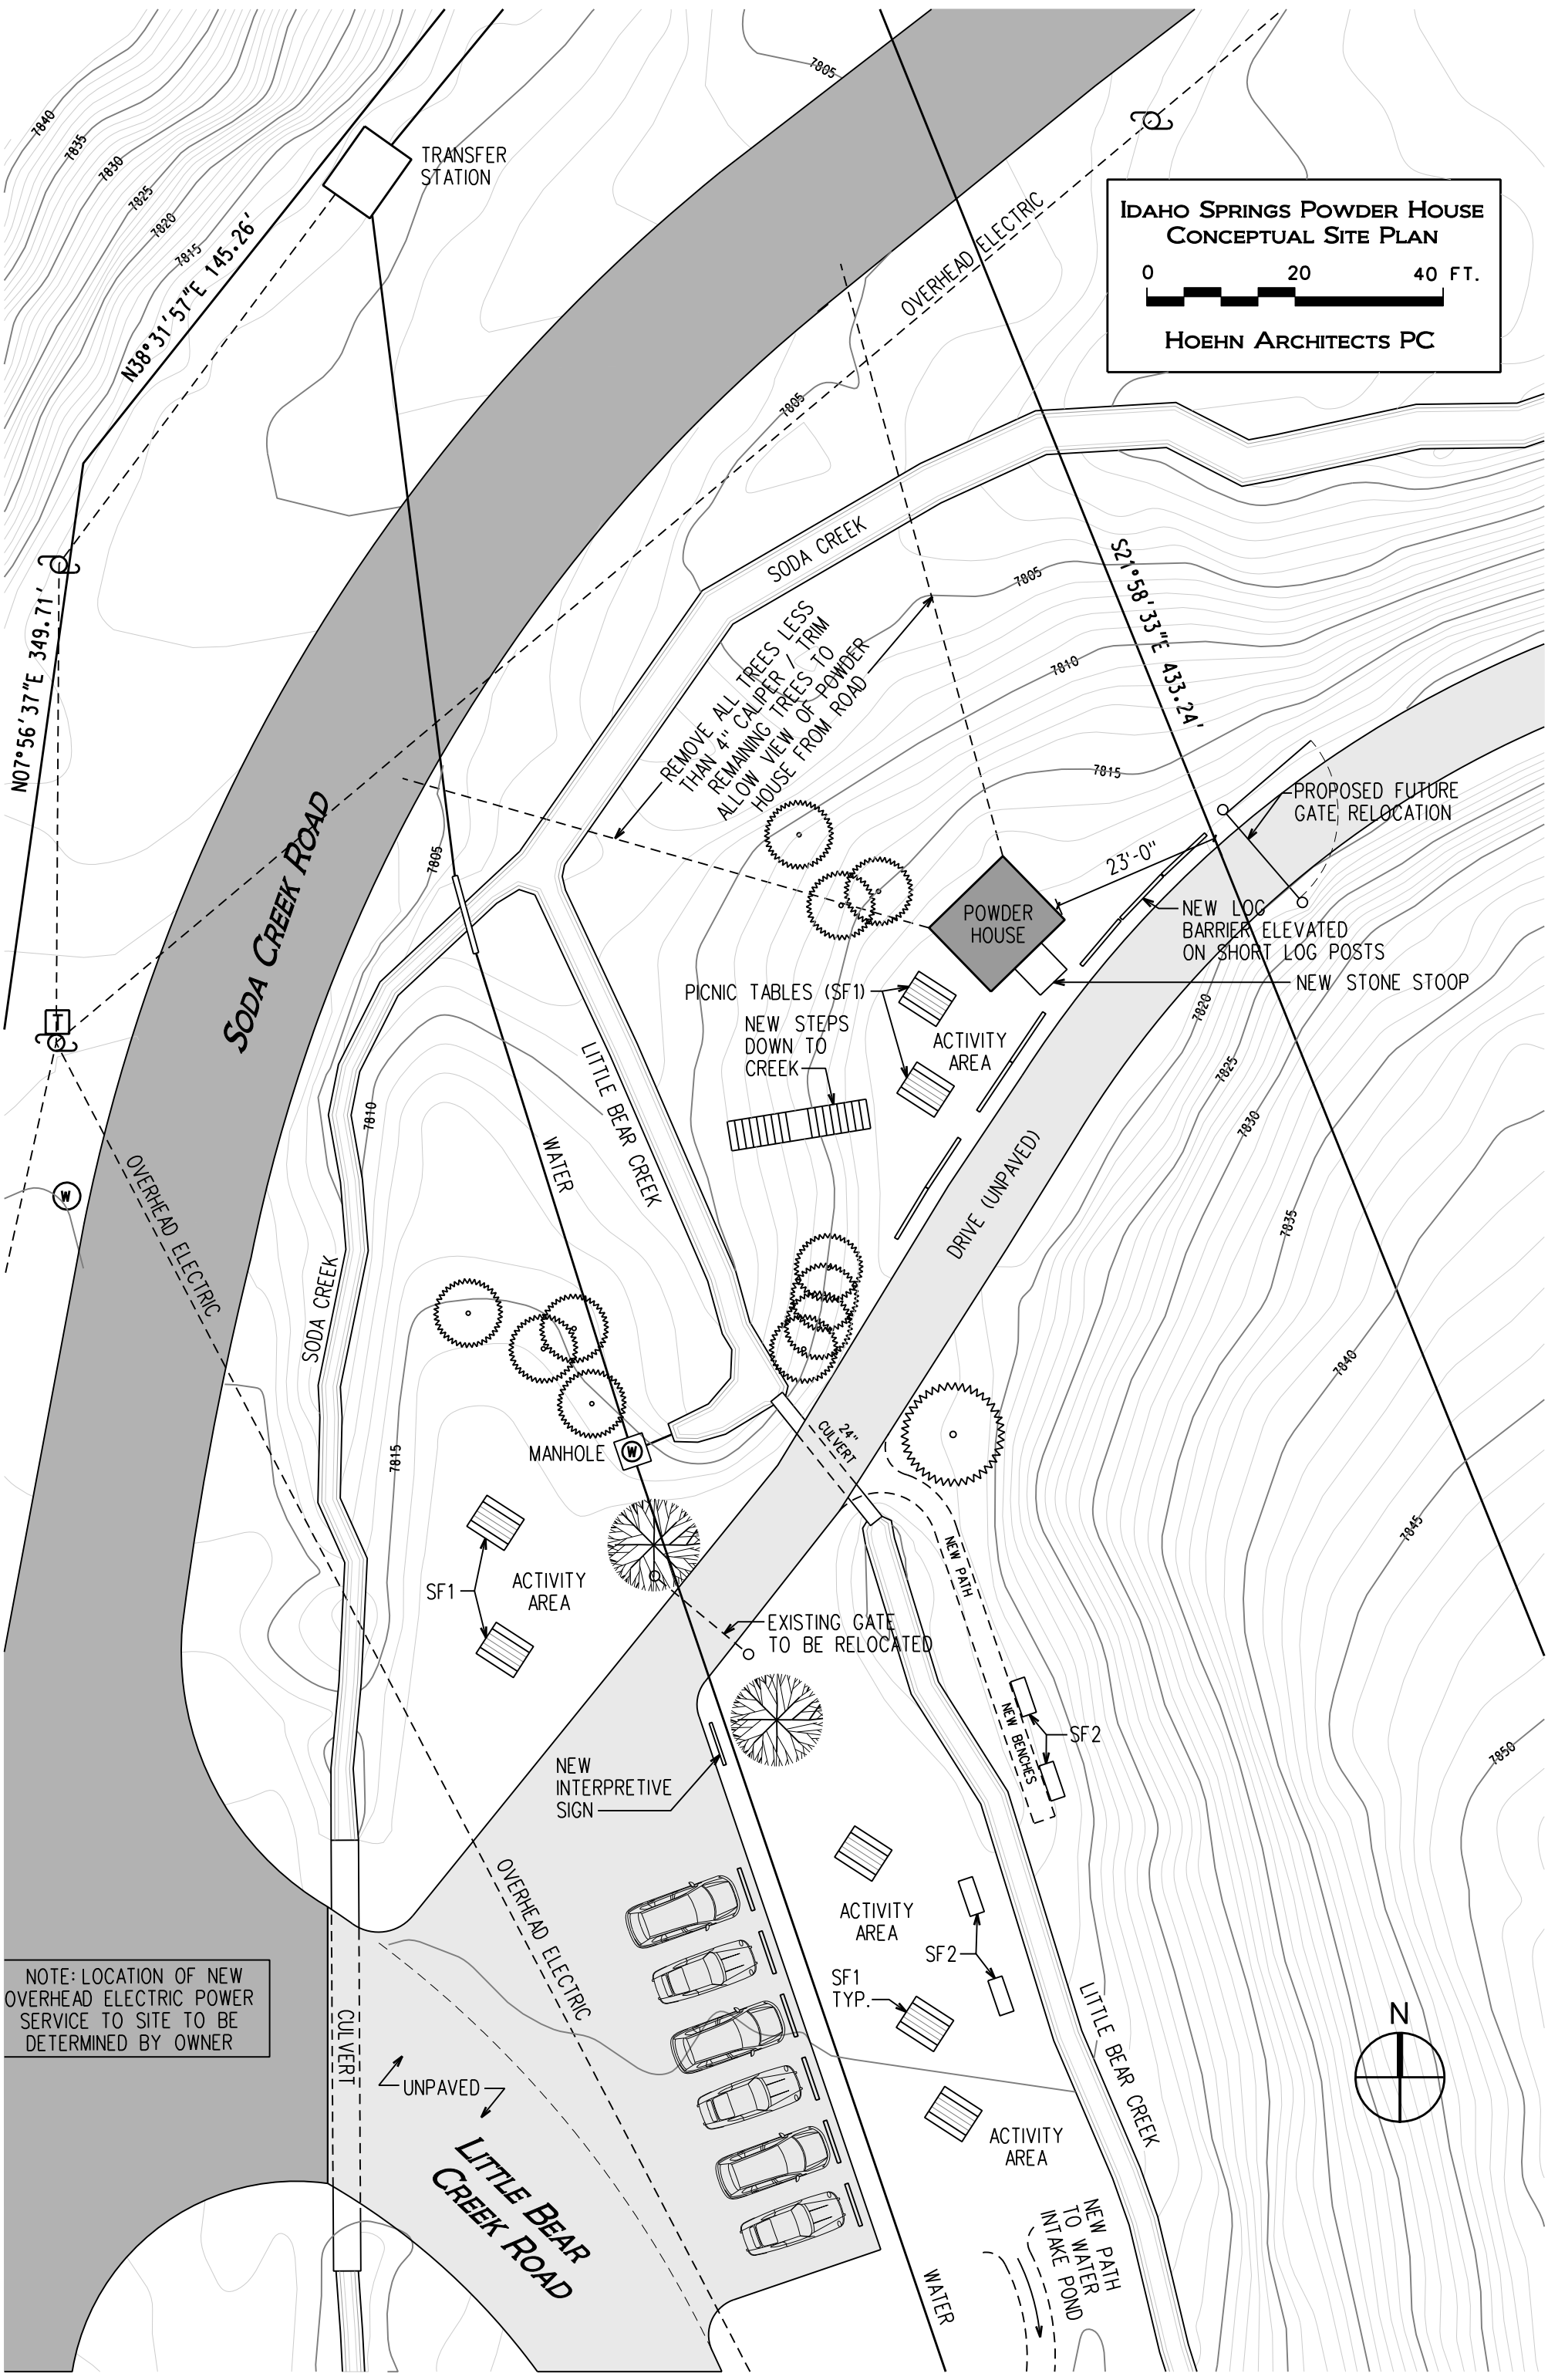 7805
7840
7835
7830
7825
7820
7815
TRANSFER
STATION
N38°31'57"E 145.26'
OVERHEAD ELECTRIC
IDAHO SPRINGS POWDER HOUSE
CONCEPTUAL SITE PLAN
0 20 40 FT.
HOEHN ARCHITECTS PC
7805
SODA CREEK
7805
S21°58'33"E 433.24'
N07°56'37"E 349.71'
REMOVE ALL TREES LESS
THAN 4" CALIPER / TRIM
REMAINING TREES TO
ALLOW VIEW OF POWDER
HOUSE FROM ROAD
7810
7815
PROPOSED FUTURE
GATE RELOCATION
7805
SODA CREEK ROAD
23'-0"
POWDER
HOUSE
NEW LOG
BARRIER ELEVATED
ON SHORT LOG POSTS
NEW STONE STOOP
PICNIC TABLES (SF1)
NEW STEPS
DOWN TO
CREEK
ACTIVITY
AREA
T
7820
7825
7830
7835
7840
7845
7850
7810
LITTLE BEAR CREEK
WATER
W
OVERHEAD ELECTRIC
DRIVE (UNPAVED)
SODA CREEK
7815
MANHOLE
W
24"
CULVERT
NEW PATH
SF1
ACTIVITY
AREA
EXISTING GATE
TO BE RELOCATED
NEW BENCHES
SF2
NEW
INTERPRETIVE
SIGN
OVERHEAD ELECTRIC
ACTIVITY
AREA
SF2
SF1
TYP.
NOTE: LOCATION OF NEW
OVERHEAD ELECTRIC POWER
SERVICE TO SITE TO BE
DETERMINED BY OWNER
CULVERT
UNPAVED
LITTLE BEAR
CREEK ROAD
LITTLE BEAR CREEK
N
ACTIVITY
AREA
NEW PATH
TO WATER
INTAKE POND
WATER